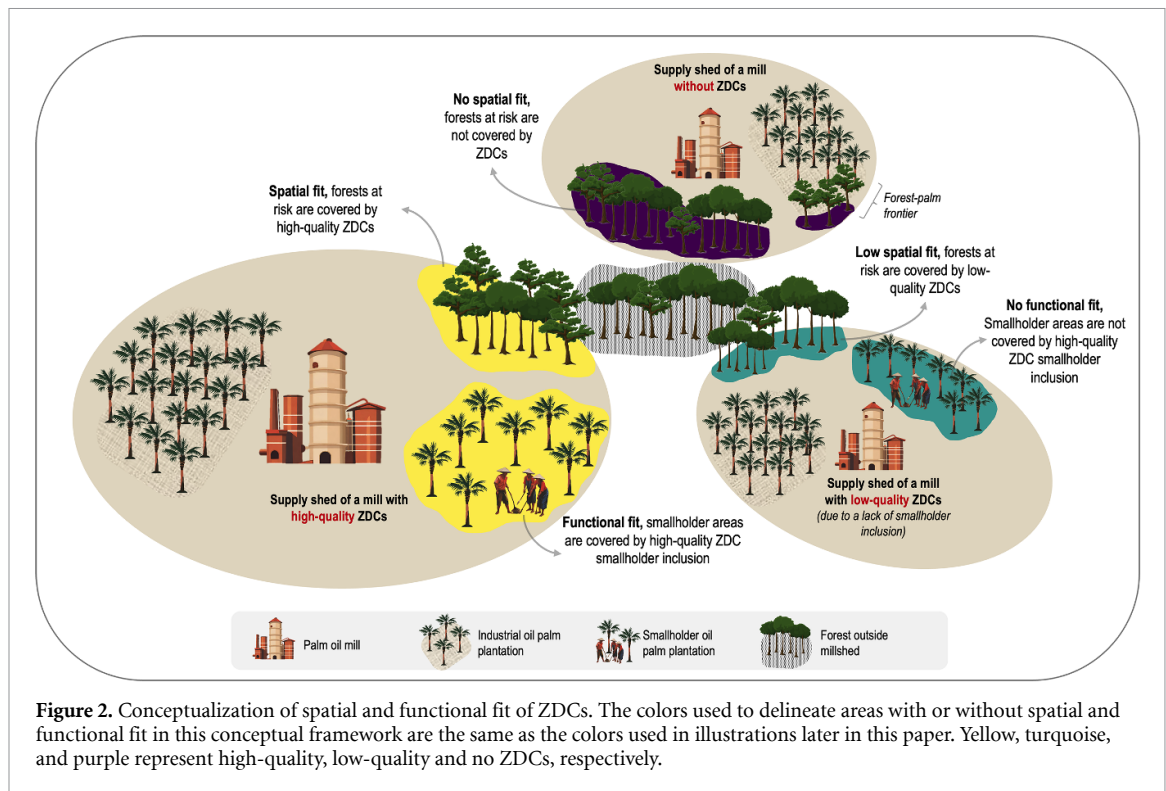 Supply shed of a mill
without ZDCs
No spatial fit,
forests at risk are
not covered by
ZDCs
Spatial fit, forests at
risk are covered by
high-quality ZDCs
Forest-palm
frontier
Low spatial fit, forests at
risk are covered by low-
quality ZDCs
No functional fit,
Smallholder areas are not
covered by high-quality
ZDC smallholder
inclusion
Supply shed of a mill with
high-quality ZDCs
Supply shed of a mill
with low-quality ZDCs
(due to a lack of smallholder
inclusion)
Functional fit, smallholder areas
are covered by high-quality ZDC
smallholder inclusion
Palm oil mill
Industrial oil palm
plantation
Smallholder oil
palm plantation
Forest outside
millshed
Figure 2. Conceptualization of spatial and functional fit of ZDCs. The colors used to delineate areas with or without spatial and
functional fit in this conceptual framework are the same as the colors used in illustrations later in this paper. Yellow, turquoise,
and purple represent high-quality, low-quality and no ZDCs, respectively.